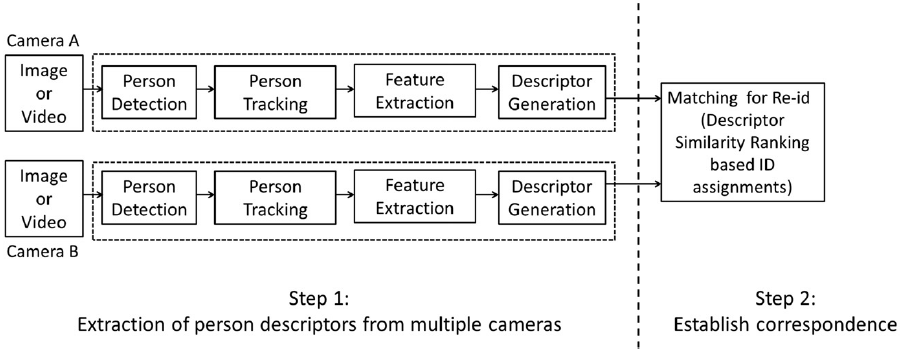 Camera A
Image
or
Video
Person
Detection
Person
Tracking
Feature
Extraction
Descriptor
Generation
Matching for Re-id
(Descriptor
Similarity Ranking
based ID
assignments)
Image
or
Video
Camera B
Person
Detection
Person
Tracking
Feature
Extraction
Descriptor
Generation
Step 1:
Extraction of person descriptors from multiple cameras
Step 2:
Establish correspondence